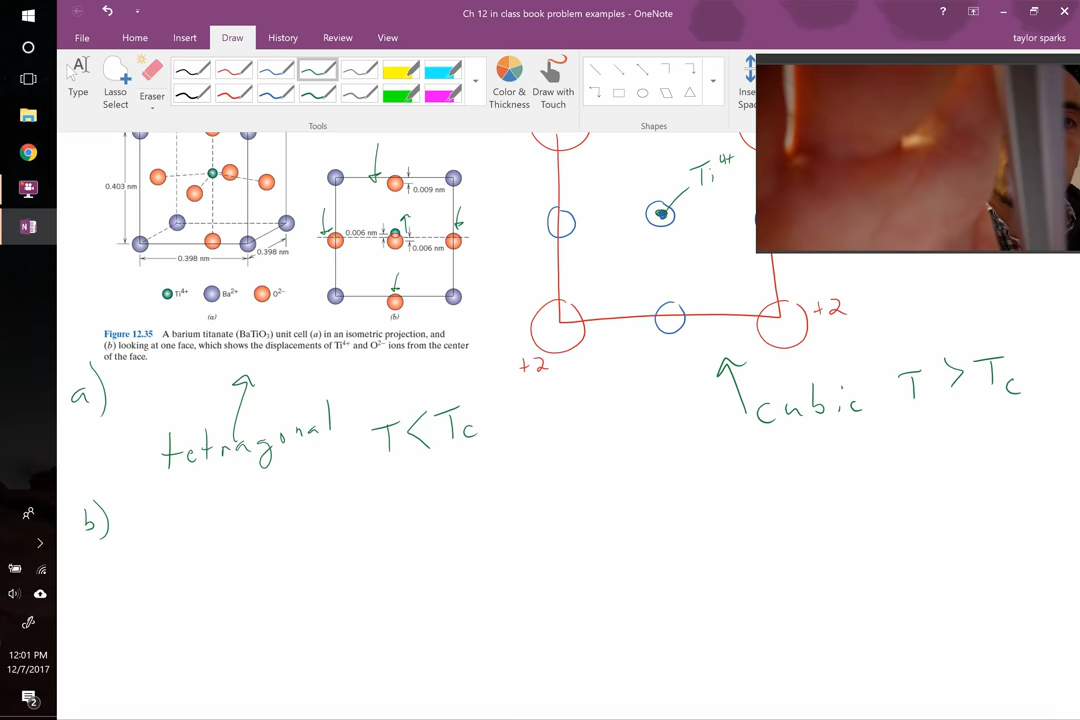 Ch 12 in class book problem examples - OneNote
?
File Home Insert Draw History Review View
taylor sparks
Type
Lasso Select
Eraser
Color & Thickness
Draw with Touch
Tools
Shapes
0.403 nm
0.398 nm
0.398 nm
Ti4+ Ba2+ O2−
(a)
0.009 nm
0.006 nm
0.006 nm
(b)
Ti4+
+2
+2
Figure 12.35 A barium titanate (BaTiO3) unit cell (a) in an isometric projection, and
(b) looking at one face, which shows the displacements of Ti4+ and O2− ions from the center
of the face.
a)
tetragonal T < Tc
cubic T > Tc
b)
12:01 PM
12/7/2017
2